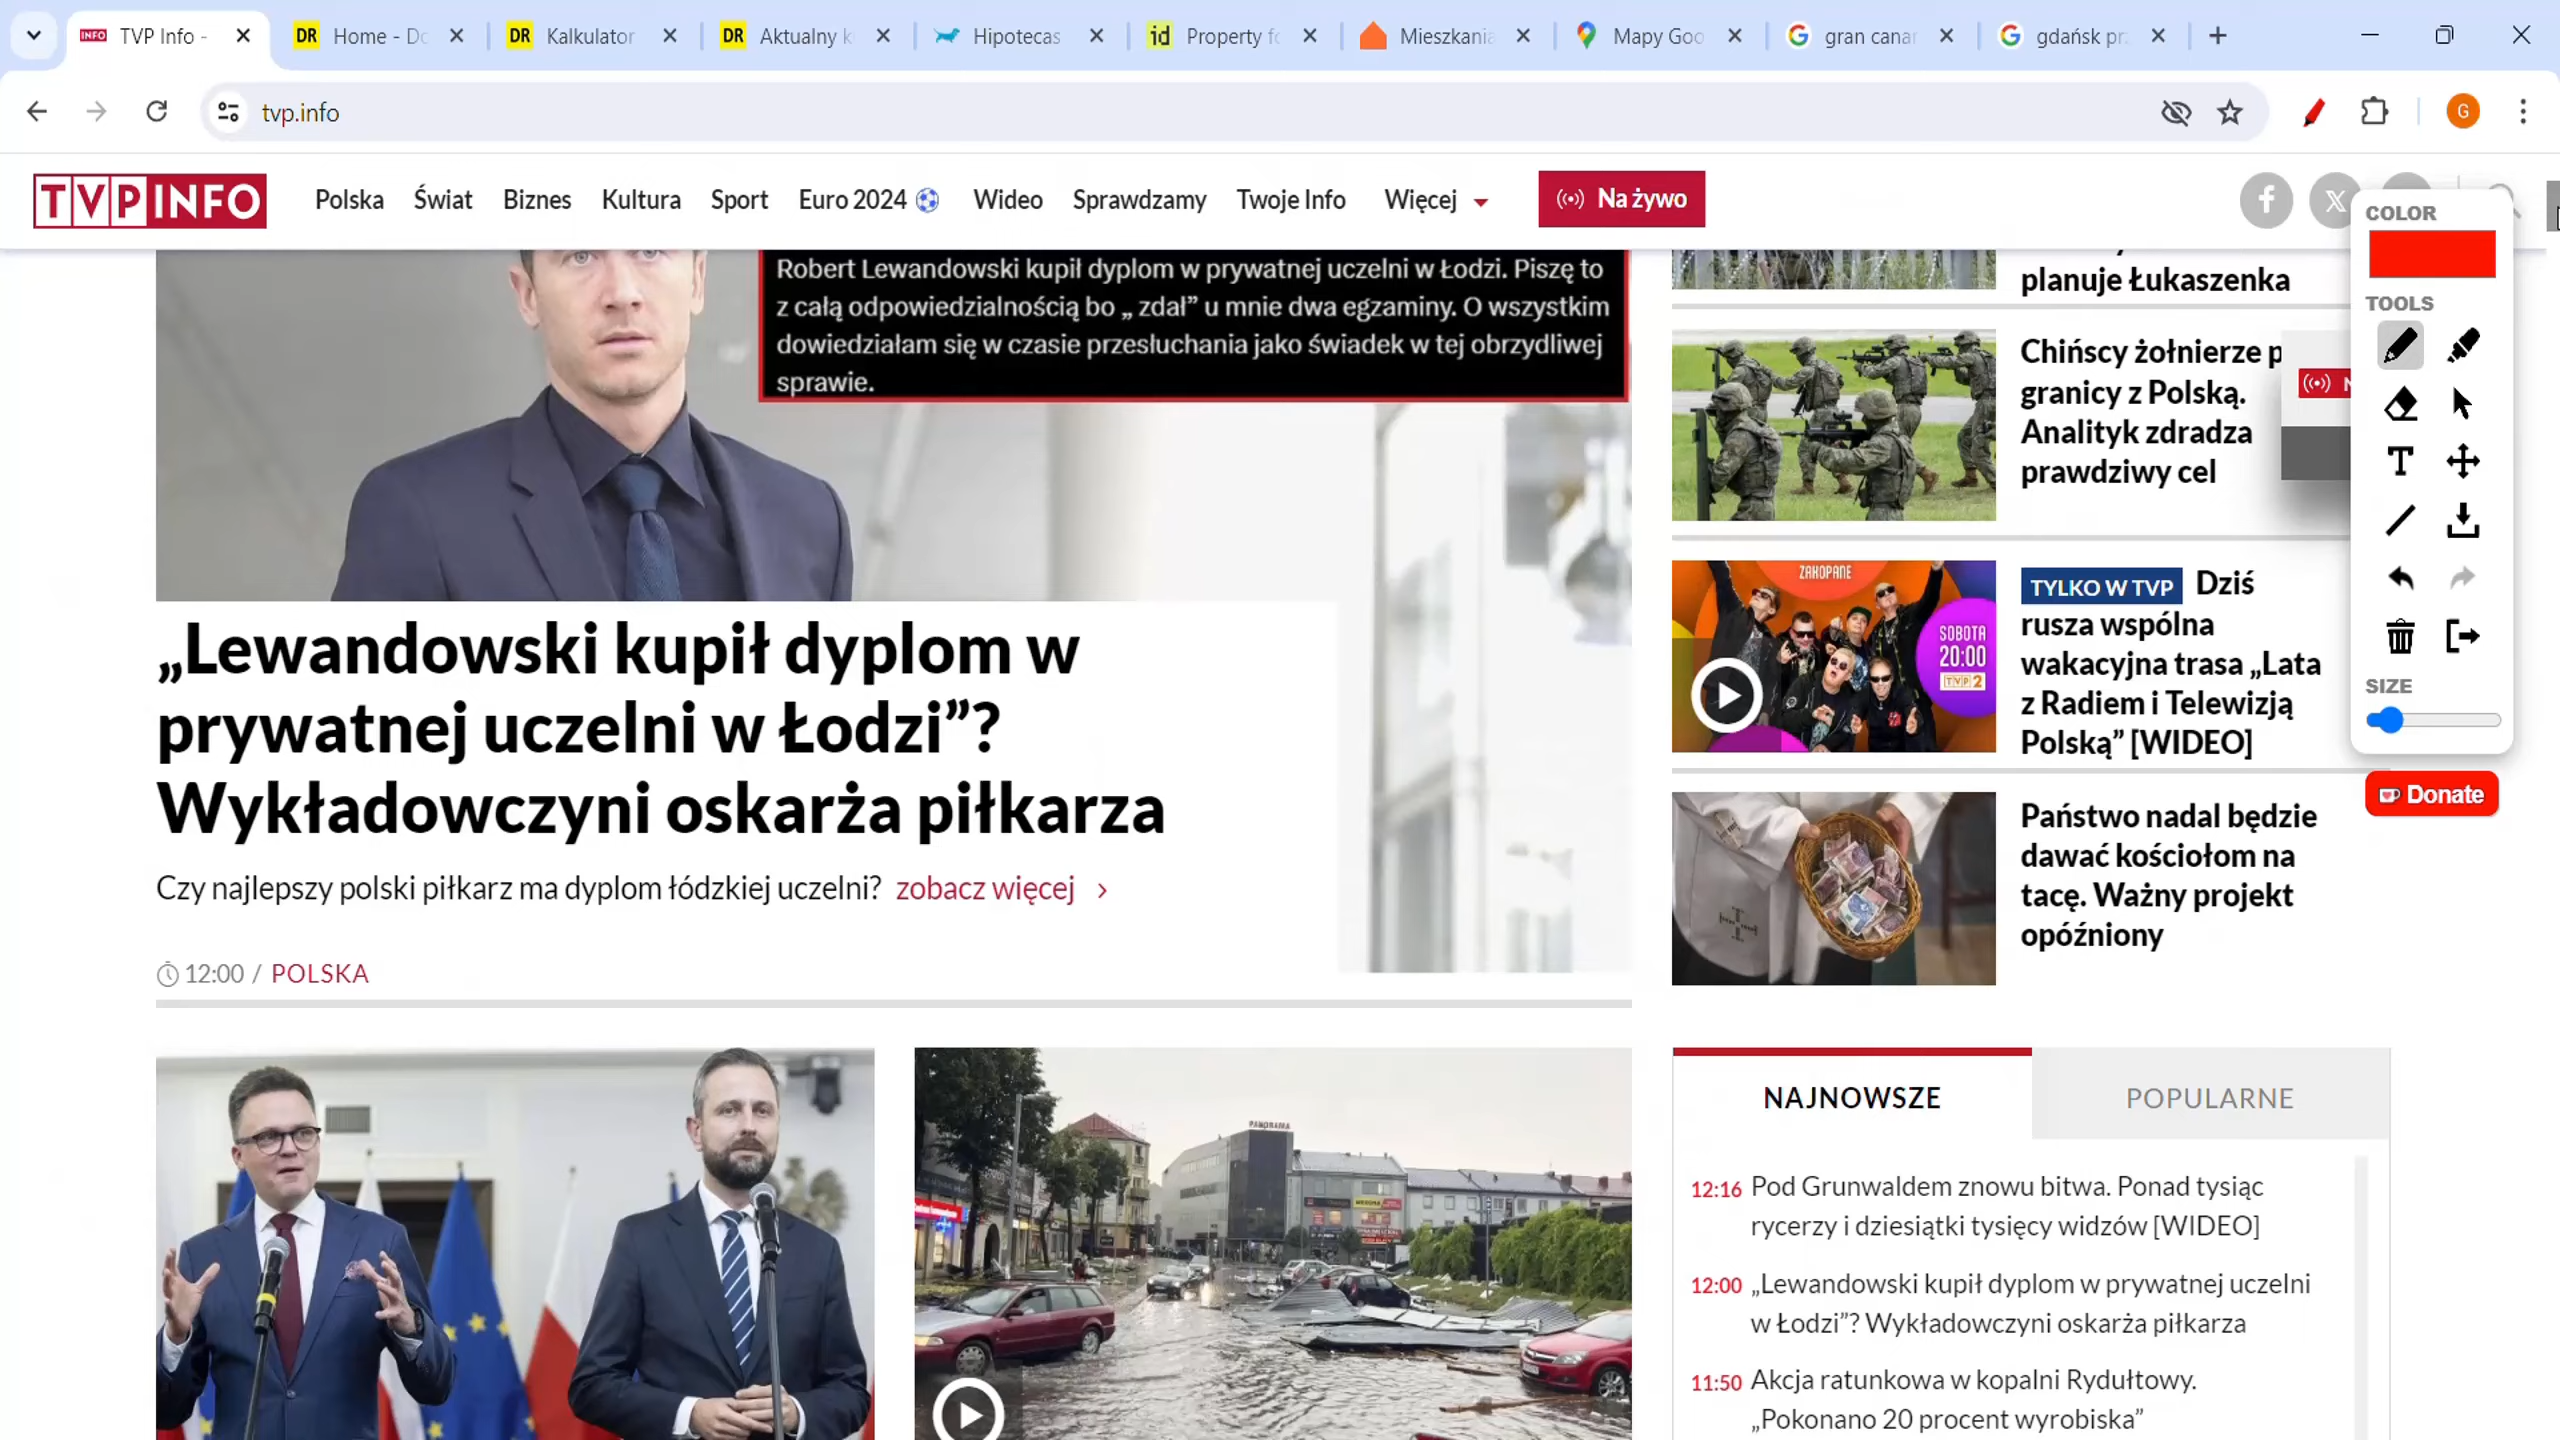 TVP Info -
Home - Do
Kalkulator
Aktualny k
Hipotecas
Property fo
Mieszkania
Mapy Goo
gran canar
gdańsk pr
tvp.info
G
TVP INFO
Polska
Świat
Biznes
Kultura
Sport
Euro 2024
Wideo
Sprawdzamy
Twoje Info
Więcej
Na żywo
Robert Lewandowski kupił dyplom w prywatnej uczelni w Łodzi. Piszę to
z całą odpowiedzialnością bo „ zdał” u mnie dwa egzaminy. O wszystkim
dowiedziałam się w czasie przesłuchania jako świadek w tej obrzydliwej
sprawie.
„Lewandowski kupił dyplom w
prywatnej uczelni w Łodzi”?
Wykładowczyni oskarża piłkarza
Czy najlepszy polski piłkarz ma dyplom łódzkiej uczelni? zobacz więcej
12:00 / POLSKA
PANORAMA
planuje Łukaszenka
Chińscy żołnierze p
granicy z Polską.
Analityk zdradza
prawdziwy cel
ZAKOPANE
SOBOTA
20:00
TVP 2
TYLKO W TVP Dziś
rusza wspólna
wakacyjna trasa „Lata
z Radiem i Telewizją
Polską” [WIDEO]
Państwo nadal będzie
dawać kościołom na
tacę. Ważny projekt
opóźniony
NAJNOWSZE
POPULARNE
12:16 Pod Grunwaldem znowu bitwa. Ponad tysiąc
rycerzy i dziesiątki tysięcy widzów [WIDEO]
12:00 „Lewandowski kupił dyplom w prywatnej uczelni
w Łodzi”? Wykładowczyni oskarża piłkarza
11:50 Akcja ratunkowa w kopalni Rydułtowy.
„Pokonano 20 procent wyrobiska”
COLOR
TOOLS
SIZE
Donate